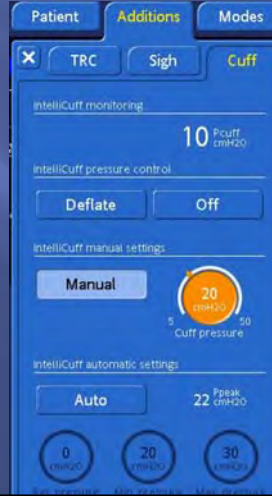 Patient Additions Modes
× TRC Sigh Cuff
IntelliCuff monitoring
10 Pcuff cmH2O
IntelliCuff pressure control
Deflate Off
IntelliCuff manual settings
Manual
20 cmH2O
5 50
Cuff pressure
IntelliCuff automatic settings
Auto 22 Ppeak cmH2O
0 cmH2O 20 cmH2O 30 cmH2O